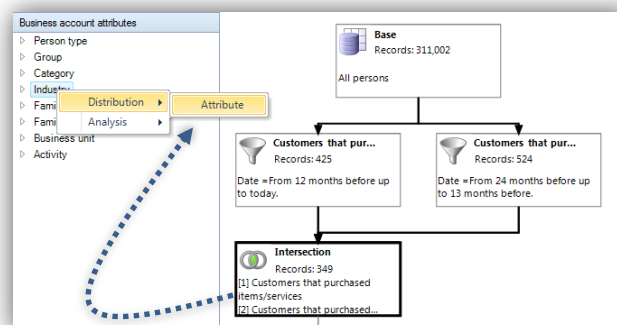 Business account attributes
Person type
Group
Category
Industry
Distribution
Attribute
Fami
Analysis
Fami
Business unit
Activity
Base
Records: 311,002
All persons
Customers that pur...
Records: 425
Date =From 12 months before up
to today.
Customers that pur...
Records: 524
Date =From 24 months before up
to 13 months before.
Intersection
Records: 349
[1] Customers that purchased
items/services
[2] Customers that purchased...